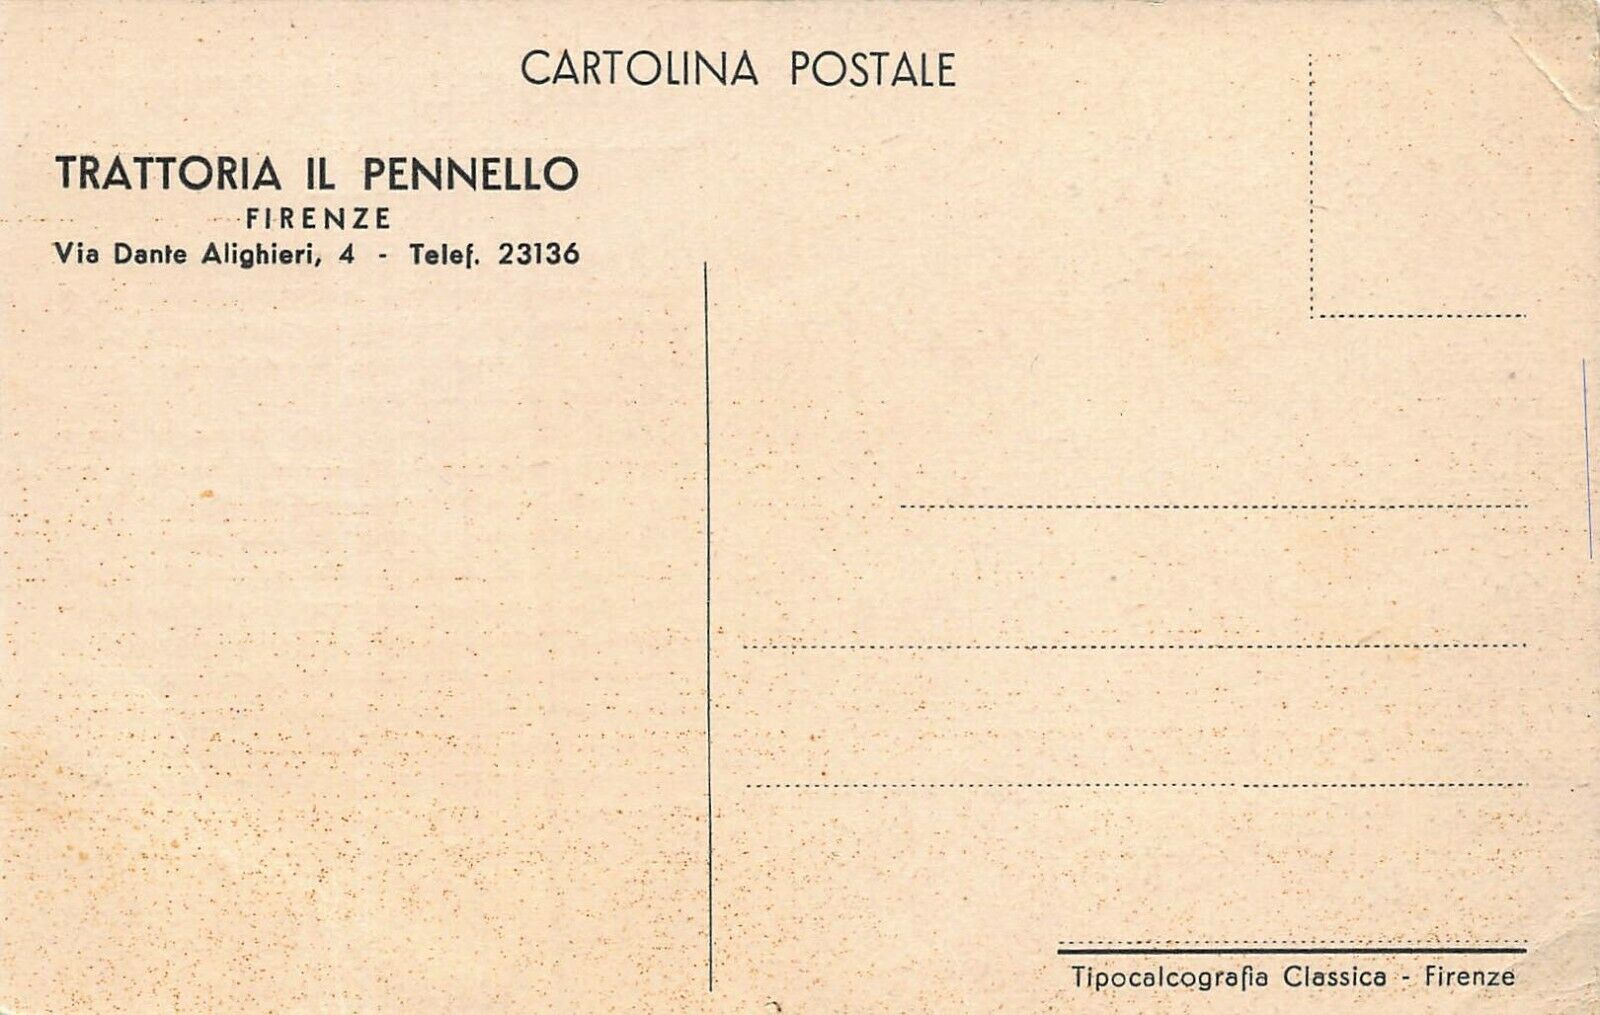 CARTOLINA POSTALE
TRATTORIA IL PENNELLO
FIRENZE
Via Dante Alighieri, 4 - Telef. 23136
Tipocalcografia Classica - Firenze